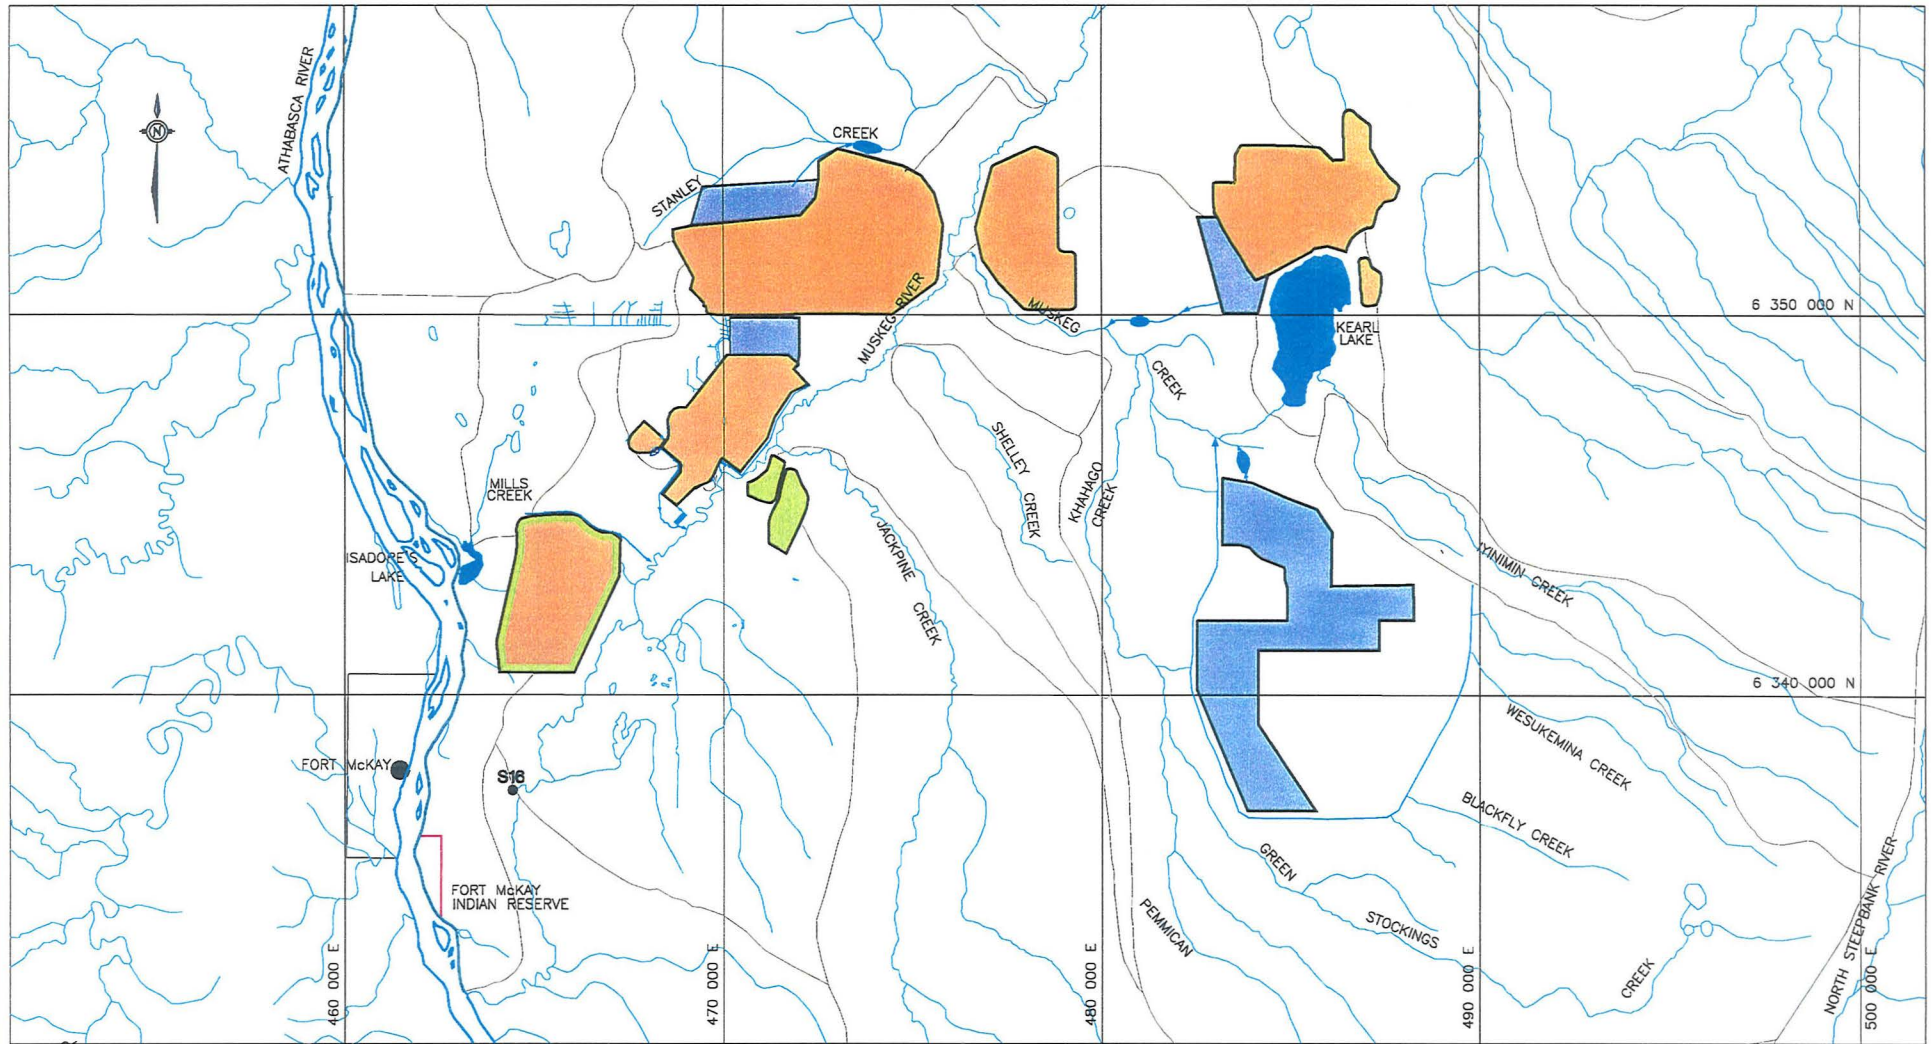 ATHABASCA RIVER
N
CREEK
STANLEY
MUSKEG RIVER
MUSKEG
CREEK
6 350 000 N
KEARL
LAKE
SHELLEY
CREEK
KHAHAGO
CREEK
MILLS
CREEK
ISADORE'S
LAKE
JACKPINE
CREEK
IYINIMIN CREEK
6 340 000 N
WESUKEMINA CREEK
FORT McKAY
S16
BLACKFLY CREEK
FORT McKAY
INDIAN RESERVE
GREEN
STOCKINGS
CREEK
PEMMICAN
NORTH STEEPBANK RIVER
460 000 E
470 000 E
480 000 E
490 000 E
500 000 E